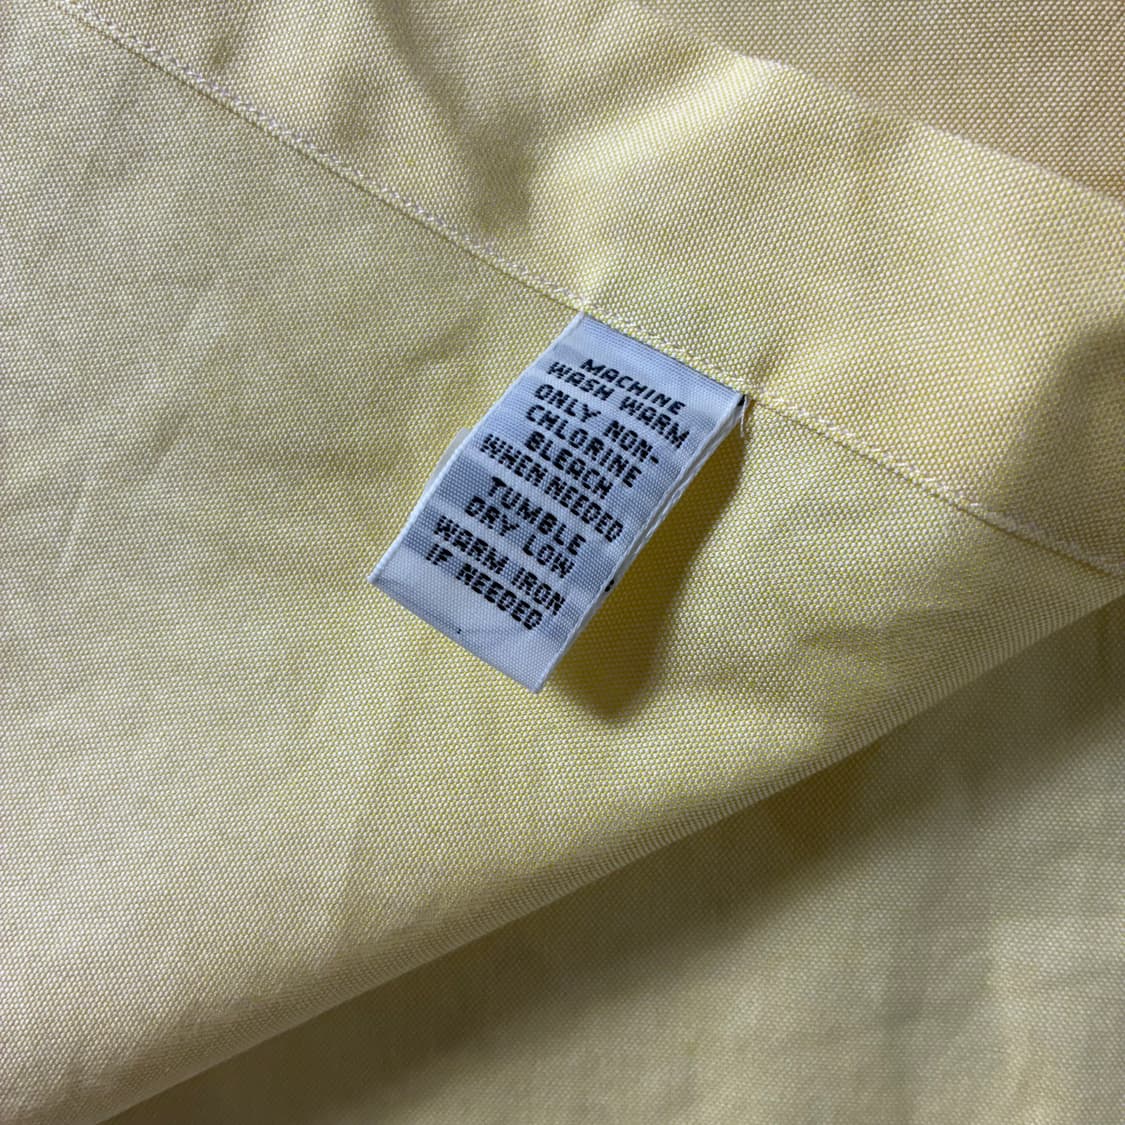 MACHINE
WASH WARM
ONLY NON-
CHLORINE
BLEACH
WHEN NEEDED
TUMBLE
DRY LOW
WARM IRON
IF NEEDED